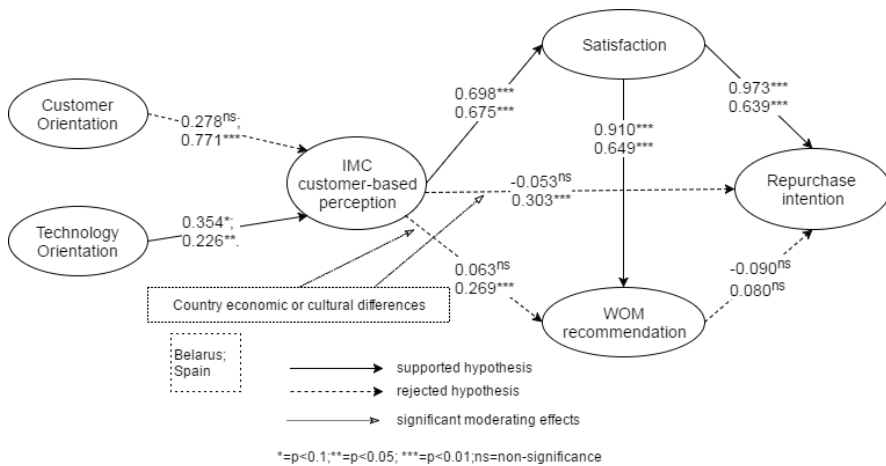 Satisfaction
Customer
Orientation
0.278ns;
0.771***
0.698***
0.675***
0.973***
0.639***
0.910***
0.649***
IMC
customer-based
perception
-0.053ns
0.303***
Repurchase
intention
Technology
Orientation
0.354*;
0.226**.
0.063ns
0.269***
-0.090ns
0.080ns
Country economic or cultural differences
WOM
recommendation
Belarus;
Spain
supported hypothesis
rejected hypothesis
significant moderating effects
*=p<0.1;**=p<0.05; ***=p<0.01;ns=non-significance